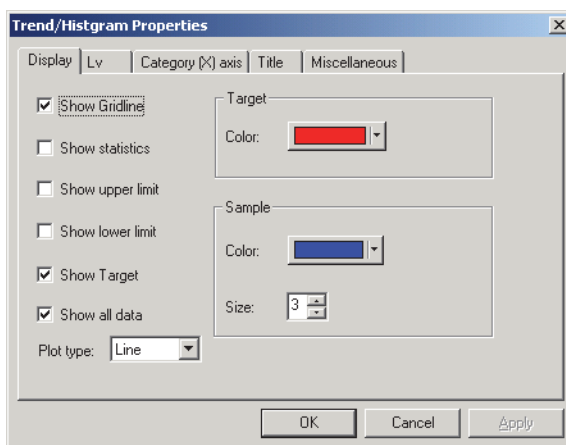 Trend/Histgram Properties
Display Lv Category (X) axis Title Miscellaneous
Show Gridline
Show statistics
Show upper limit
Show lower limit
Show Target
Show all data
Plot type: Line
Target
Color:
Sample
Color:
Size: 3
OK Cancel Apply